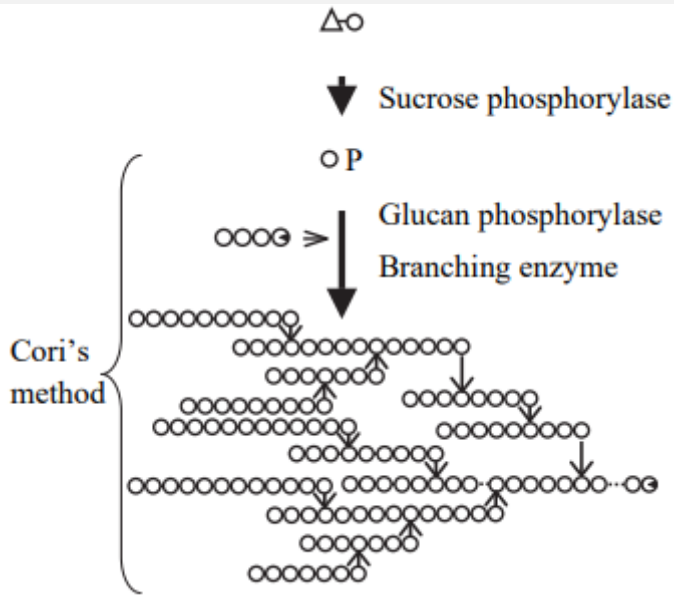 Sucrose phosphorylase
P
Glucan phosphorylase
Branching enzyme
Cori's
method